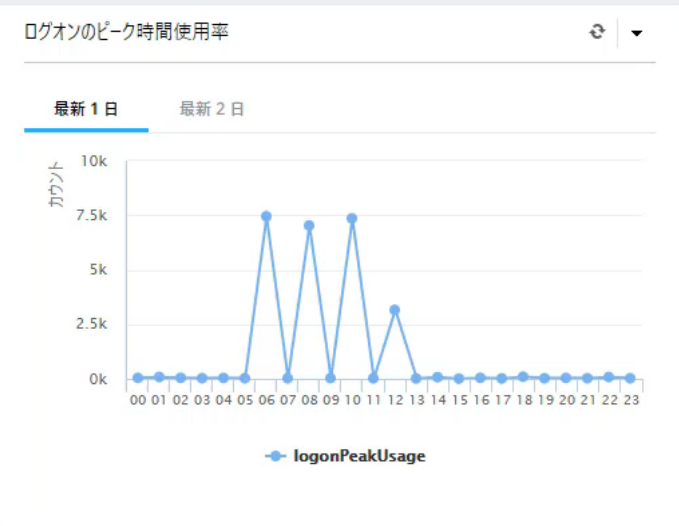 ログオンのピーク時間使用率
最新 1 日 最新 2 日
カウント
10k
7.5k
5k
2.5k
0k
00 01 02 03 04 05 06 07 08 09 10 11 12 13 14 15 16 17 18 19 20 21 22 23
logonPeakUsage